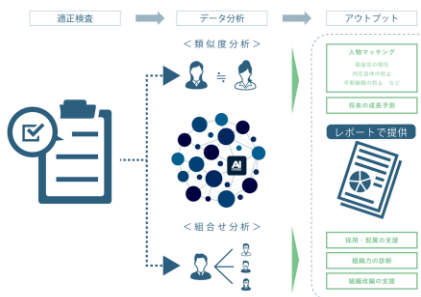 適正検査
データ分析
アウトプット
＜類似度分析＞
≒
AI
＜組合せ分析＞
人物マッチング
面接官の相性
内定辞退の防止
早期離職の防止 など
将来の成長予測
レポートで提供
採用・配属の支援
組織力の診断
組織改編の支援